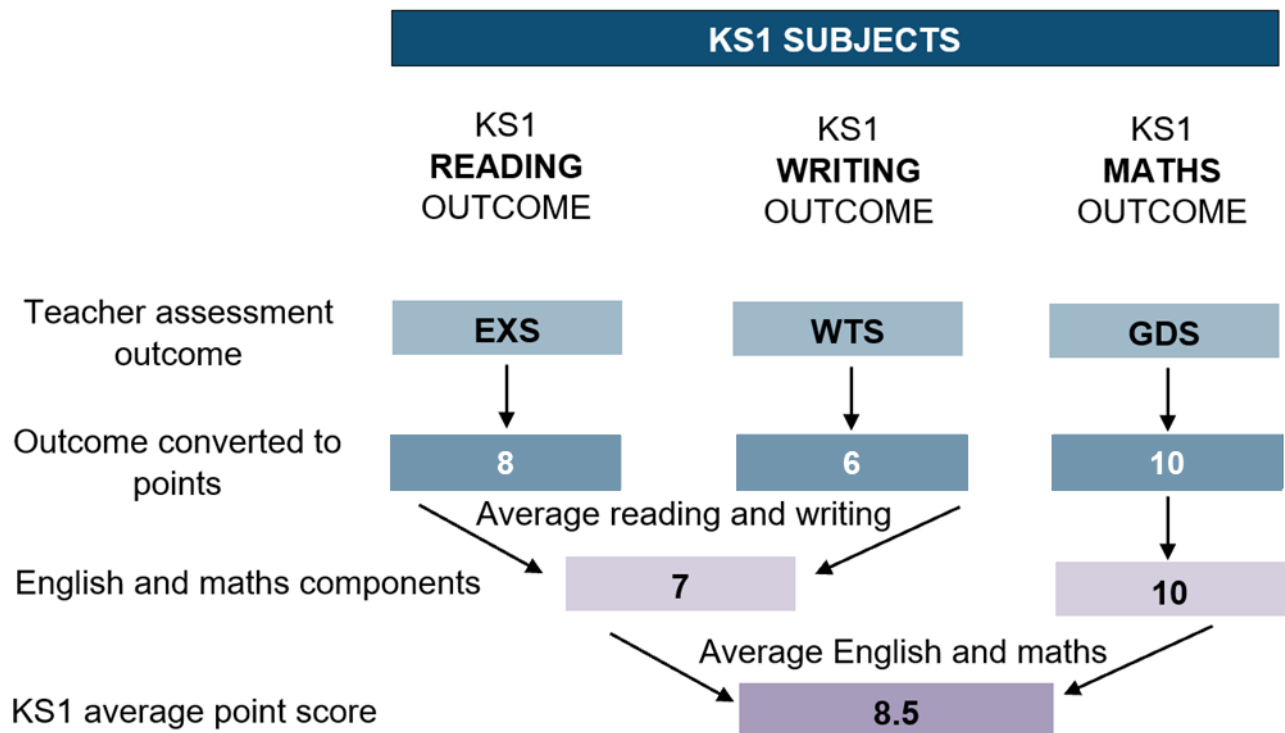 KS1 SUBJECTS
KS1
READING
OUTCOME
KS1
WRITING
OUTCOME
KS1
MATHS
OUTCOME
Teacher assessment
outcome
EXS
WTS
GDS
Outcome converted to
points
8
6
10
Average reading and writing
English and maths components
7
10
Average English and maths
KS1 average point score
8.5